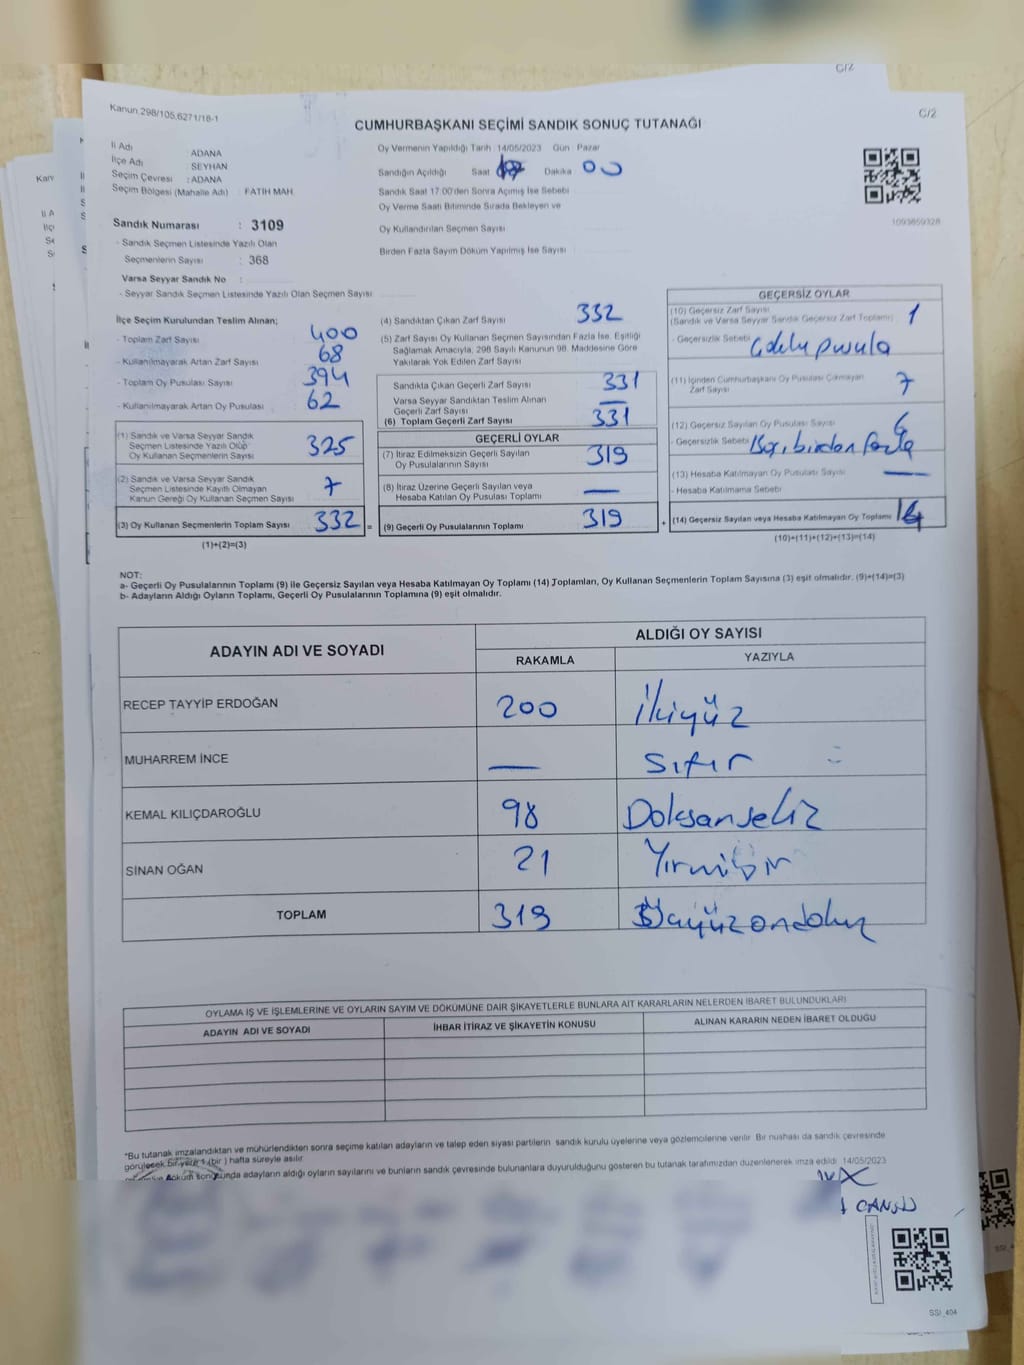 C/2
Kanun 298/105,6271/18-1
C/2
CUMHURBAŞKANI SEÇİMİ SANDIK SONUÇ TUTANAĞI
İl Adı : ADANA
İlçe Adı : SEYHAN
Seçim Çevresi : ADANA
Seçim Bölgesi (Mahalle Adı) : FATİH MAH
Sandık Numarası : 3109
- Sandık Seçmen Listesinde Yazılı Olan
Seçmenlerin Sayısı : 368
Varsa Seyyar Sandık No :
- Seyyar Sandık Seçmen Listesinde Yazılı Olan Seçmen Sayısı
Oy Vermenin Yapıldığı Tarih 14/05/2023 Gün : Pazar
Sandığın Açıldığı Saat Dakika 00
Sandık Saat 17.00'den Sonra Açılmış İse Sebebi
Oy Verme Saati Bitiminde Sırada Bekleyen ve
Oy Kullandırılan Seçmen Sayısı
Birden Fazla Sayım Döküm Yapılmış İse Sayısı
1093859328
İlçe Seçim Kurulundan Teslim Alınan;
- Toplam Zarf Sayısı : 400
- Kullanılmayarak Artan Zarf Sayısı : 68
- Toplam Oy Pusulası Sayısı : 394
- Kullanılmayarak Artan Oy Pusulası : 62
(1) Sandık ve Varsa Seyyar Sandık
Seçmen Listesinde Yazılı Olup
Oy Kullanan Seçmenlerin Sayısı 325
(2) Sandık ve Varsa Seyyar Sandık
Seçmen Listesinde Kayıtlı Olmayan
Kanun Gereği Oy Kullanan Seçmen Sayısı 7
(3) Oy Kullanan Seçmenlerin Toplam Sayısı 332 =
(1)+(2)=(3)
(4) Sandıktan Çıkan Zarf Sayısı 332
(5) Zarf Sayısı Oy Kullanan Seçmen Sayısından Fazla İse, Eşitliği
Sağlamak Amacıyla, 298 Sayılı Kanunun 98. Maddesine Göre
Yakılarak Yok Edilen Zarf Sayısı
Sandıkta Çıkan Geçerli Zarf Sayısı 331
Varsa Seyyar Sandıktan Teslim Alınan
Geçerli Zarf Sayısı —
(6) Toplam Geçerli Zarf Sayısı 331
GEÇERLİ OYLAR
(7) İtiraz Edilmeksizin Geçerli Sayılan
Oy Pusulalarının Sayısı 319
(8) İtiraz Üzerine Geçerli Sayılan veya
Hesaba Katılan Oy Pusulası Toplamı —
(9) Geçerli Oy Pusulalarının Toplamı 319 +
GEÇERSİZ OYLAR
(10) Geçersiz Zarf Sayısı
(Sandık ve Varsa Seyyar Sandık Geçersiz Zarf Toplamı) 1
- Geçersizlik Sebebi pusula
(11) İçinden Cumhurbaşkanı Oy Pusulası Çıkmayan
Zarf Sayısı 7
(12) Geçersiz Sayılan Oy Pusulası Sayısı
- Geçersizlik Sebebi birden fazla
(13) Hesaba Katılmayan Oy Pusulası Sayısı —
- Hesaba Katılmama Sebebi
(14) Geçersiz Sayılan veya Hesaba Katılmayan Oy Toplamı
(10)+(11)+(12)+(13)=(14)
NOT:
a- Geçerli Oy Pusulalarının Toplamı (9) ile Geçersiz Sayılan veya Hesaba Katılmayan Oy Toplamı (14) Toplamları, Oy Kullanan Seçmenlerin Toplam Sayısına (3) eşit olmalıdır. (9)+(14)=(3)
b- Adayların Aldığı Oyların Toplamı, Geçerli Oy Pusulalarının Toplamına (9) eşit olmalıdır.
ADAYIN ADI VE SOYADI
ALDIĞI OY SAYISI
RAKAMLA YAZIYLA
RECEP TAYYİP ERDOĞAN 200 İkiyüz
MUHARREM İNCE — Sıfır
KEMAL KILIÇDAROĞLU 98 Doksansekiz
SİNAN OĞAN 21 Yirmibir
TOPLAM 319 Üçyüzondokuz
OYLAMA İŞ VE İŞLEMLERİNE VE OYLARIN SAYIM VE DÖKÜMÜNE DAİR ŞİKAYETLERLE BUNLARA AİT KARARLARIN NELERDEN İBARET BULUNDUKLARI
ADAYIN ADI VE SOYADI İHBAR İTİRAZ VE ŞİKAYETİN KONUSU ALINAN KARARIN NEDEN İBARET OLDUĞU
*Bu tutanak imzalandıktan ve mühürlendikten sonra seçime katılan adayların ve talep eden siyasi partilerin sandık kurulu üyelerine veya gözlemcilerine verilir. Bir nüshası da sandık çevresinde
görülecek bir yere 1 (bir ) hafta süreyle asılır.
döküm sonucunda adayların aldığı oyların sayılarını ve bunların sandık çevresinde bulunanlara duyurulduğunu gösteren bu tutanak tarafımızdan düzenlenerek imza edildi. 14/05/2023
SSI_404